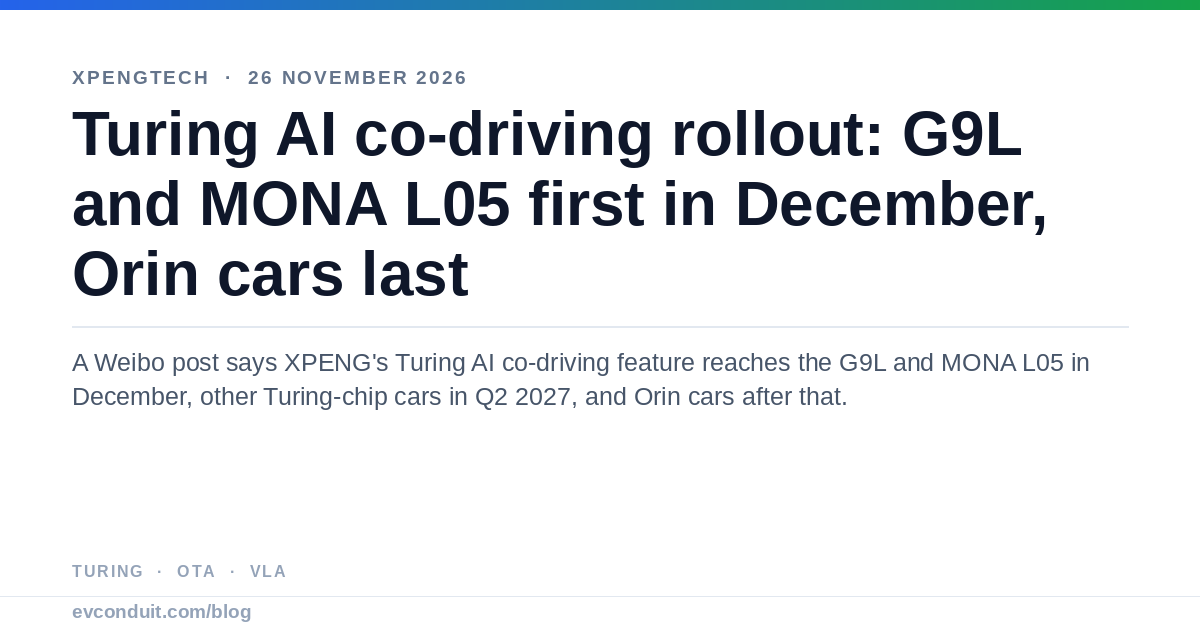 XPENGTECH · 26 NOVEMBER 2026
Turing AI co-driving rollout: G9L
and MONA L05 first in December,
Orin cars last
A Weibo post says XPENG's Turing AI co-driving feature reaches the G9L and MONA L05 in
December, other Turing-chip cars in Q2 2027, and Orin cars after that.
TURING · OTA · VLA
evconduit.com/blog